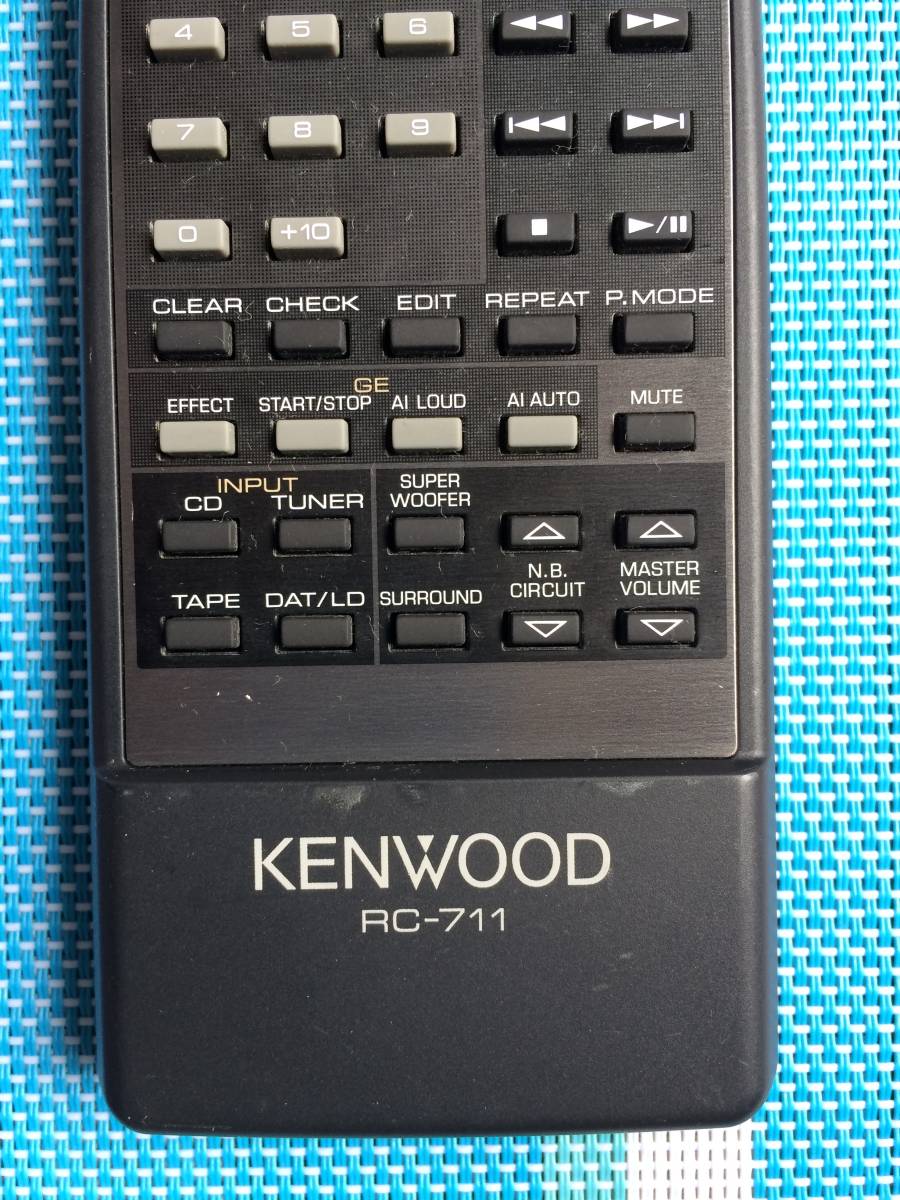 4 5 6
7 8 9
0 +10
CLEAR CHECK EDIT REPEAT P.MODE
GE
EFFECT START/STOP AI LOUD AI AUTO MUTE
INPUT
CD TUNER SUPER WOOFER
N.B. CIRCUIT MASTER VOLUME
TAPE DAT/LD SURROUND
KENWOOD
RC-711